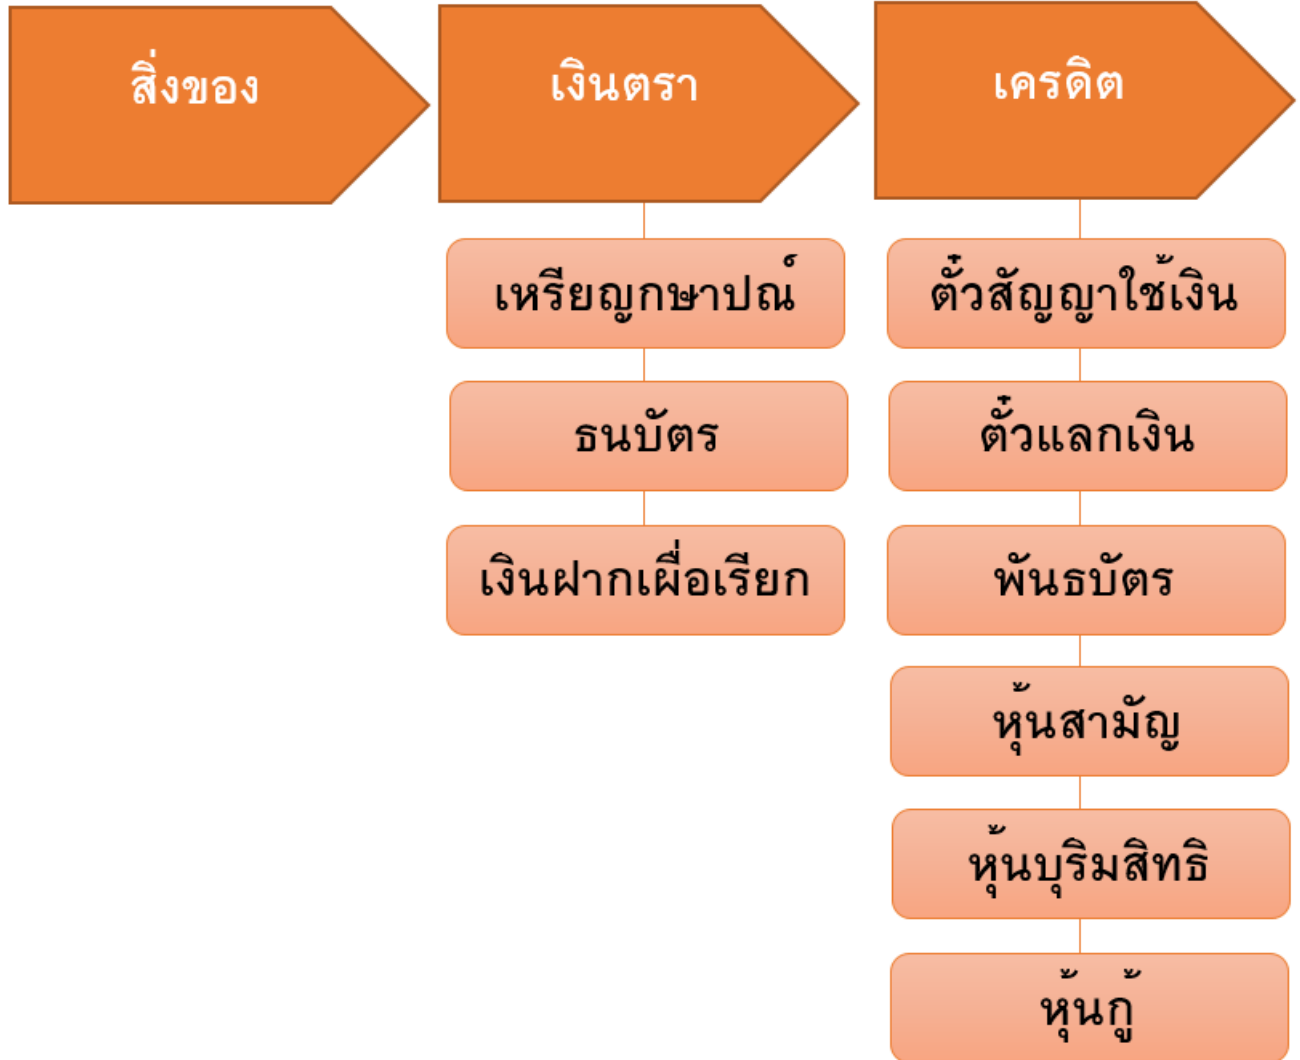 สิ่งของ
เงินตรา
เหรียญกษาปณ์
ธนบัตร
เงินฝากเผื่อเรียก
เครดิต
ตั๋วสัญญาใช้เงิน
ตั๋วแลกเงิน
พันธบัตร
หุ้นสามัญ
หุ้นบุริมสิทธิ
หุ้นกู้